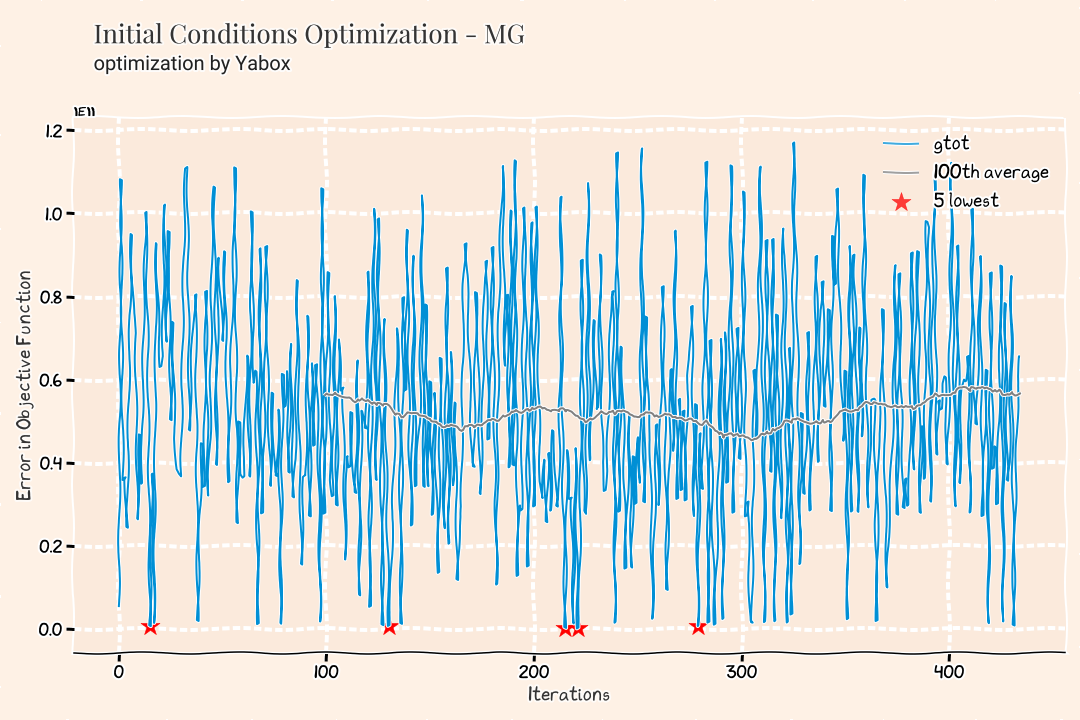 Initial Conditions Optimization - MG
optimization by Yabox
1E11
1.2
1.0
0.8
0.6
0.4
0.2
0.0
Error in Objective Function
gtot
100th average
5 lowest
0
100
200
300
400
Iterations